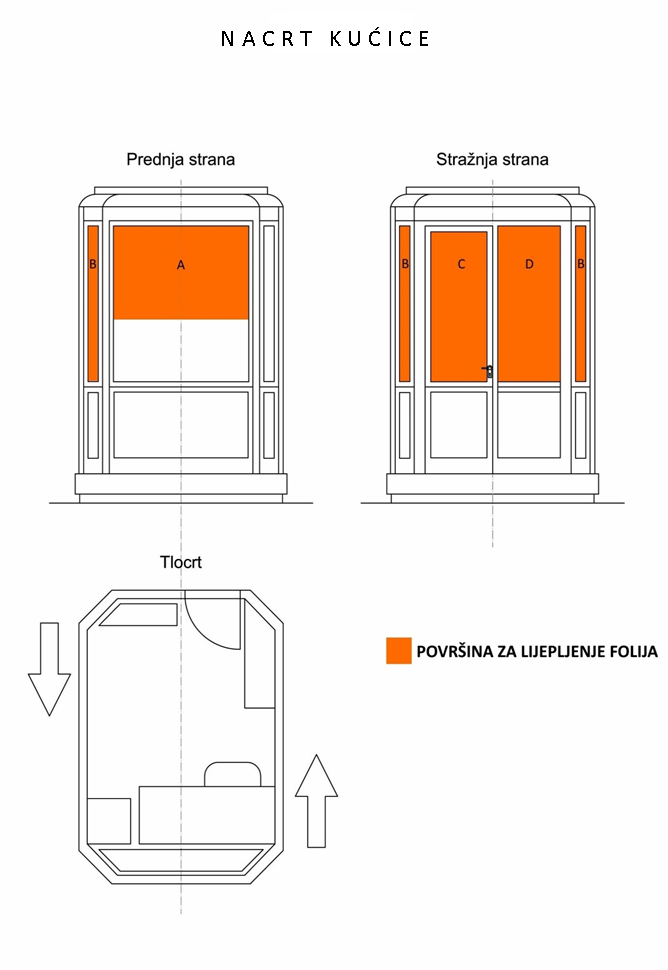 NACRT KUĆICE
Prednja strana
Stražnja strana
B
A
B
C
D
B
Tlocrt
POVRŠINA ZA LIJEPLJENJE FOLIJA